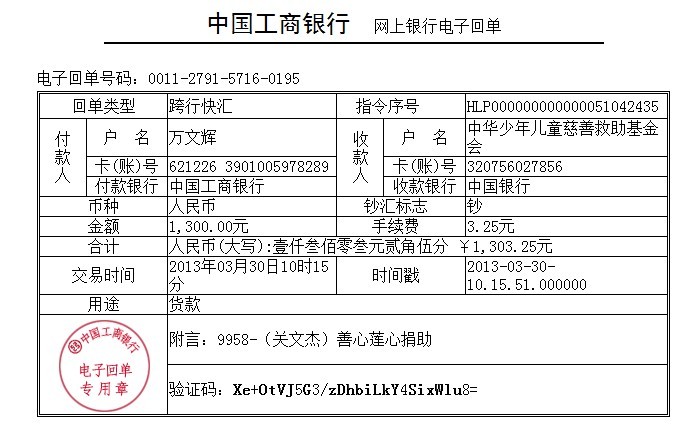 中国工商银行 网上银行电子回单
电子回单号码：0011-2791-5716-0195
回单类型 跨行快汇 指令序号 HLP000000000000051042435
付款人 户 名 万文辉 收款人 户 名 中华少年儿童慈善救助基金
会
卡(账)号 621226 3901005978289 卡(账)号 320756027856
付款银行 中国工商银行 收款银行 中国银行
币种 人民币 钞汇标志 钞
金额 1,300.00元 手续费 3.25元
合计 人民币(大写):壹仟叁佰零叁元贰角伍分 ￥1,303.25元
交易时间 2013年03月30日10时15
分 时间戳 2013-03-30-
10.15.51.000000
用途 货款
中国工商银行
电子回单
专用章
附言：9958-（关文杰）善心莲心捐助
验证码：Xe+OtVJ5G3/zDhbiLkY4SixWlu8=